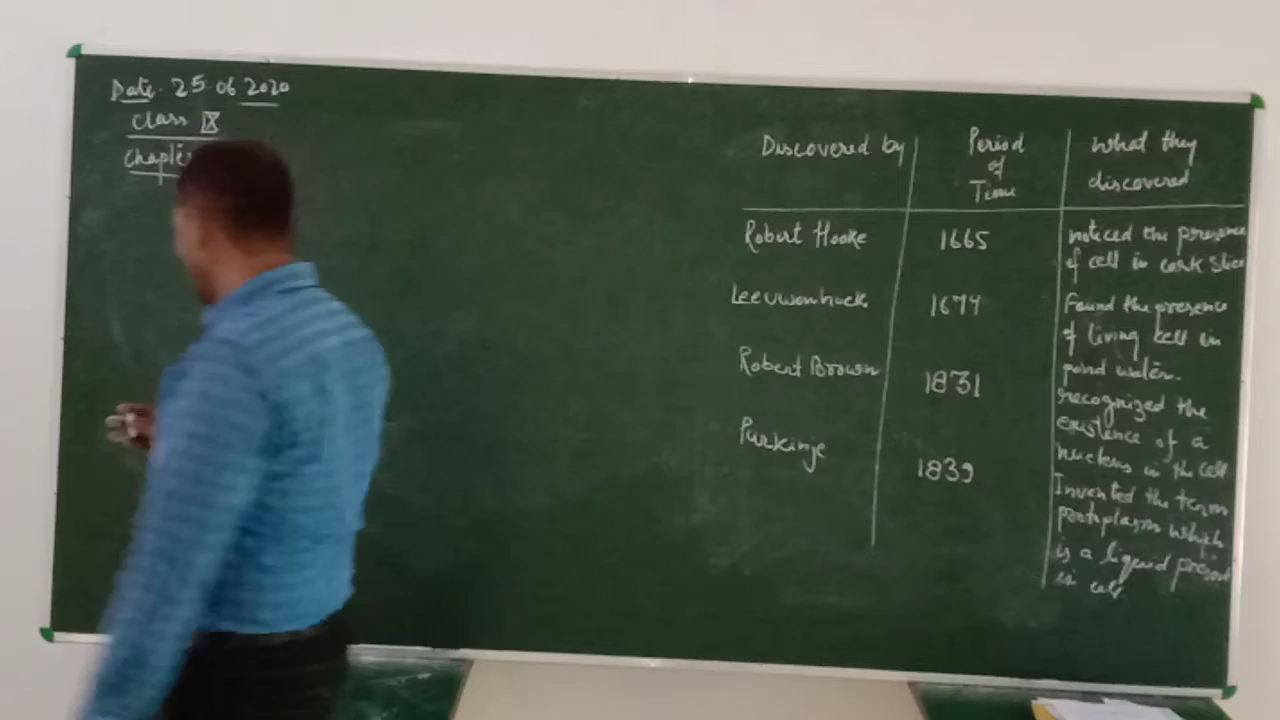 Date. 25.06.2020
Class IX
Chapte
Discovered by
Period
of
Time
What they
discovered
Robert Hooke
1665
noticed the presence
of cell in cork slice
Leeuwenhoek
1674
Found the presence
of living cell in
pond water.
Robert Brown
1831
recognized the
existence of a
nucleus in the cell
Purkinje
1839
Invented the term
protoplasm which
is a liquid present
in cell